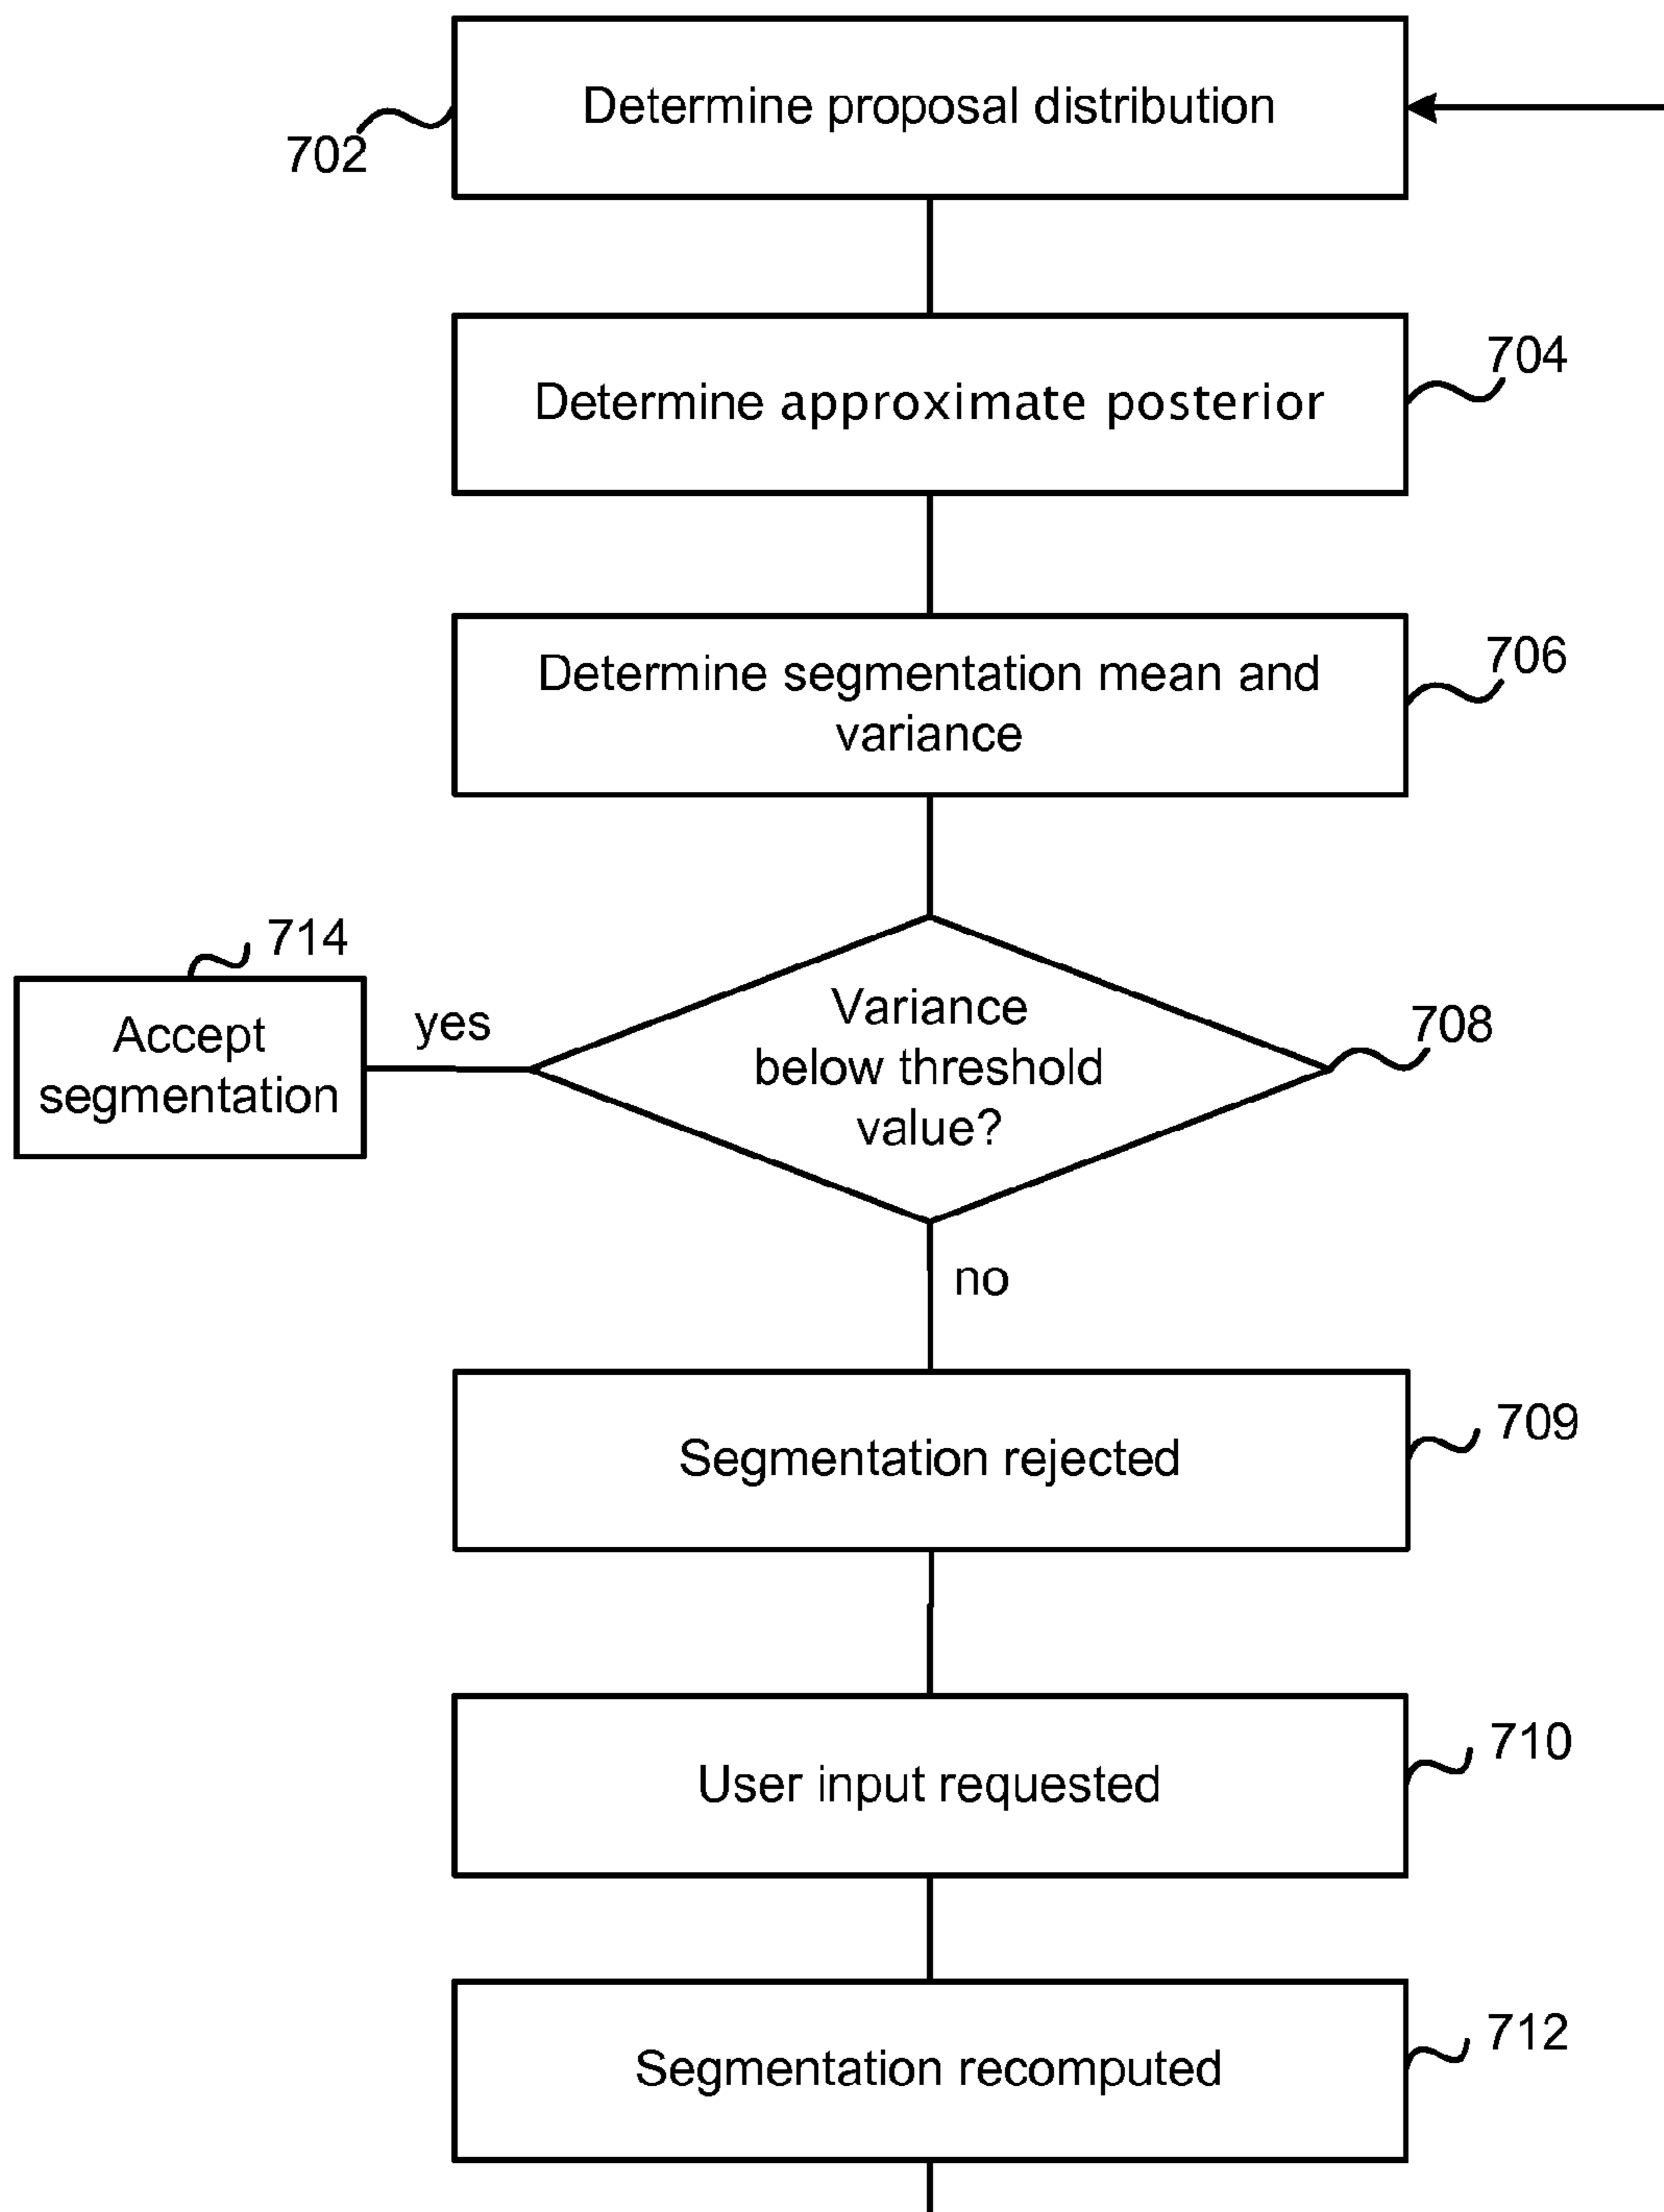 Determine proposal distribution
702
Determine approximate posterior
704
Determine segmentation mean and
variance
706
714
Accept
segmentation
yes
Variance
below threshold
value?
708
no
Segmentation rejected
709
User input requested
710
Segmentation recomputed
712